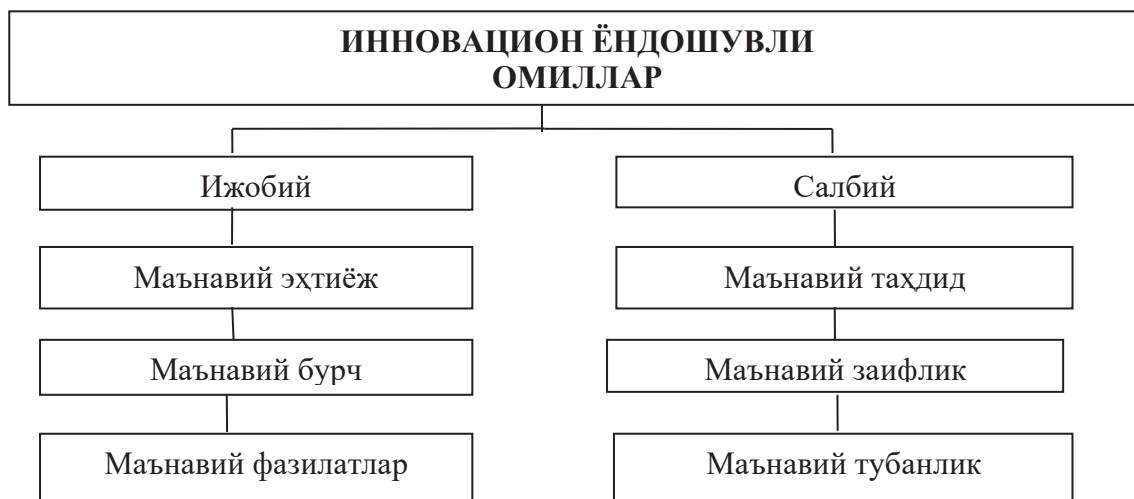 ИННОВАЦИОН ЁНДОШУВЛИ
ОМИЛЛАР
Ижобий
Салбий
Маънавий эҳтиёж
Маънавий таҳдид
Маънавий бурч
Маънавий заифлик
Маънавий фазилатлар
Маънавий тубанлик